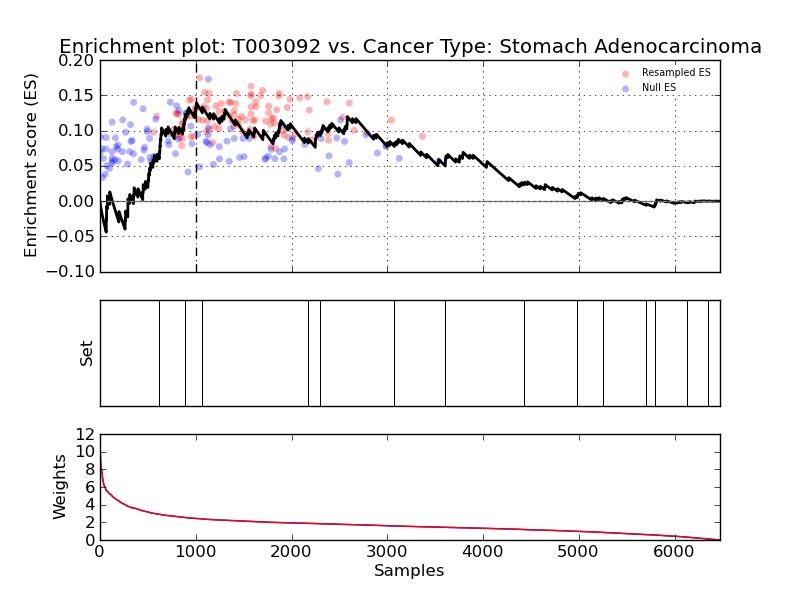 Enrichment plot: T003092 vs. Cancer Type: Stomach Adenocarcinoma
Enrichment score (ES)
0.20
0.15
0.10
0.05
0.00
−0.05
−0.10
Resampled ES
Null ES
Set
Weights
12
10
8
6
4
2
0
0 1000 2000 3000 4000 5000 6000
Samples